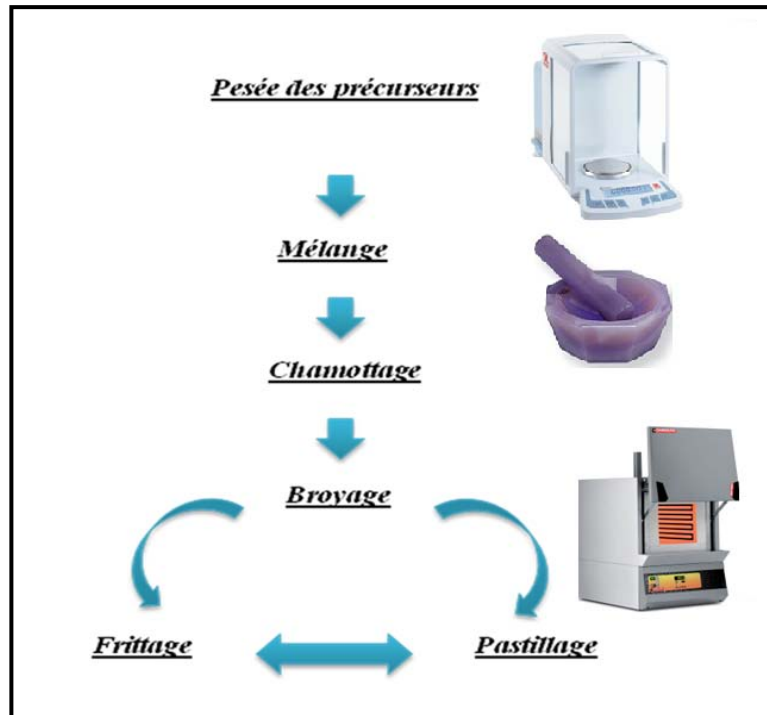 Pesée des précurseurs
Mélange
Chamottage
Broyage
Frittage
Pastillage